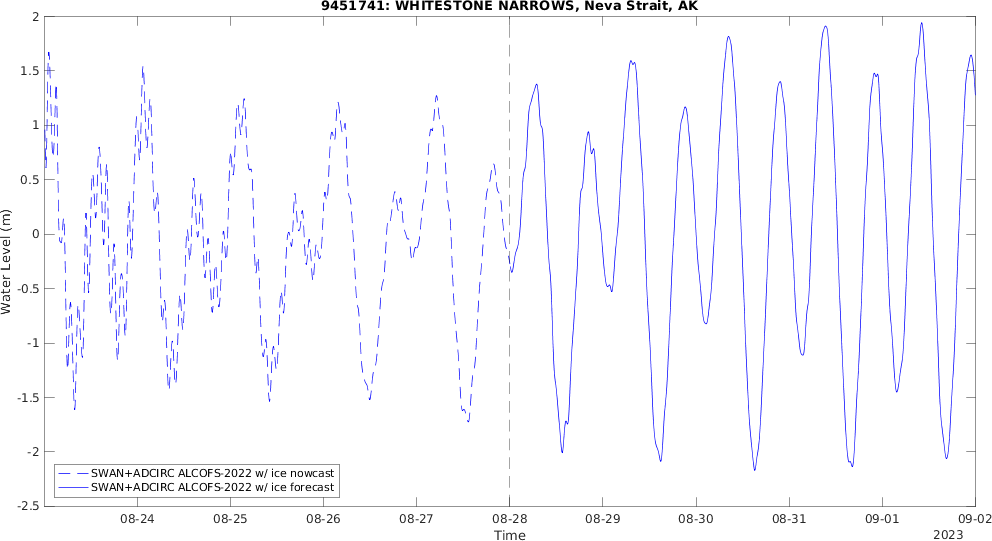 9451741: WHITESTONE NARROWS, Neva Strait, AK
2
1.5
1
0.5
0
-0.5
-1
-1.5
-2
-2.5
Water Level (m)
SWAN+ADCIRC ALCOFS-2022 w/ ice nowcast
SWAN+ADCIRC ALCOFS-2022 w/ ice forecast
08-24 08-25 08-26 08-27 08-28 08-29 08-30 08-31 09-01 09-02
Time
2023